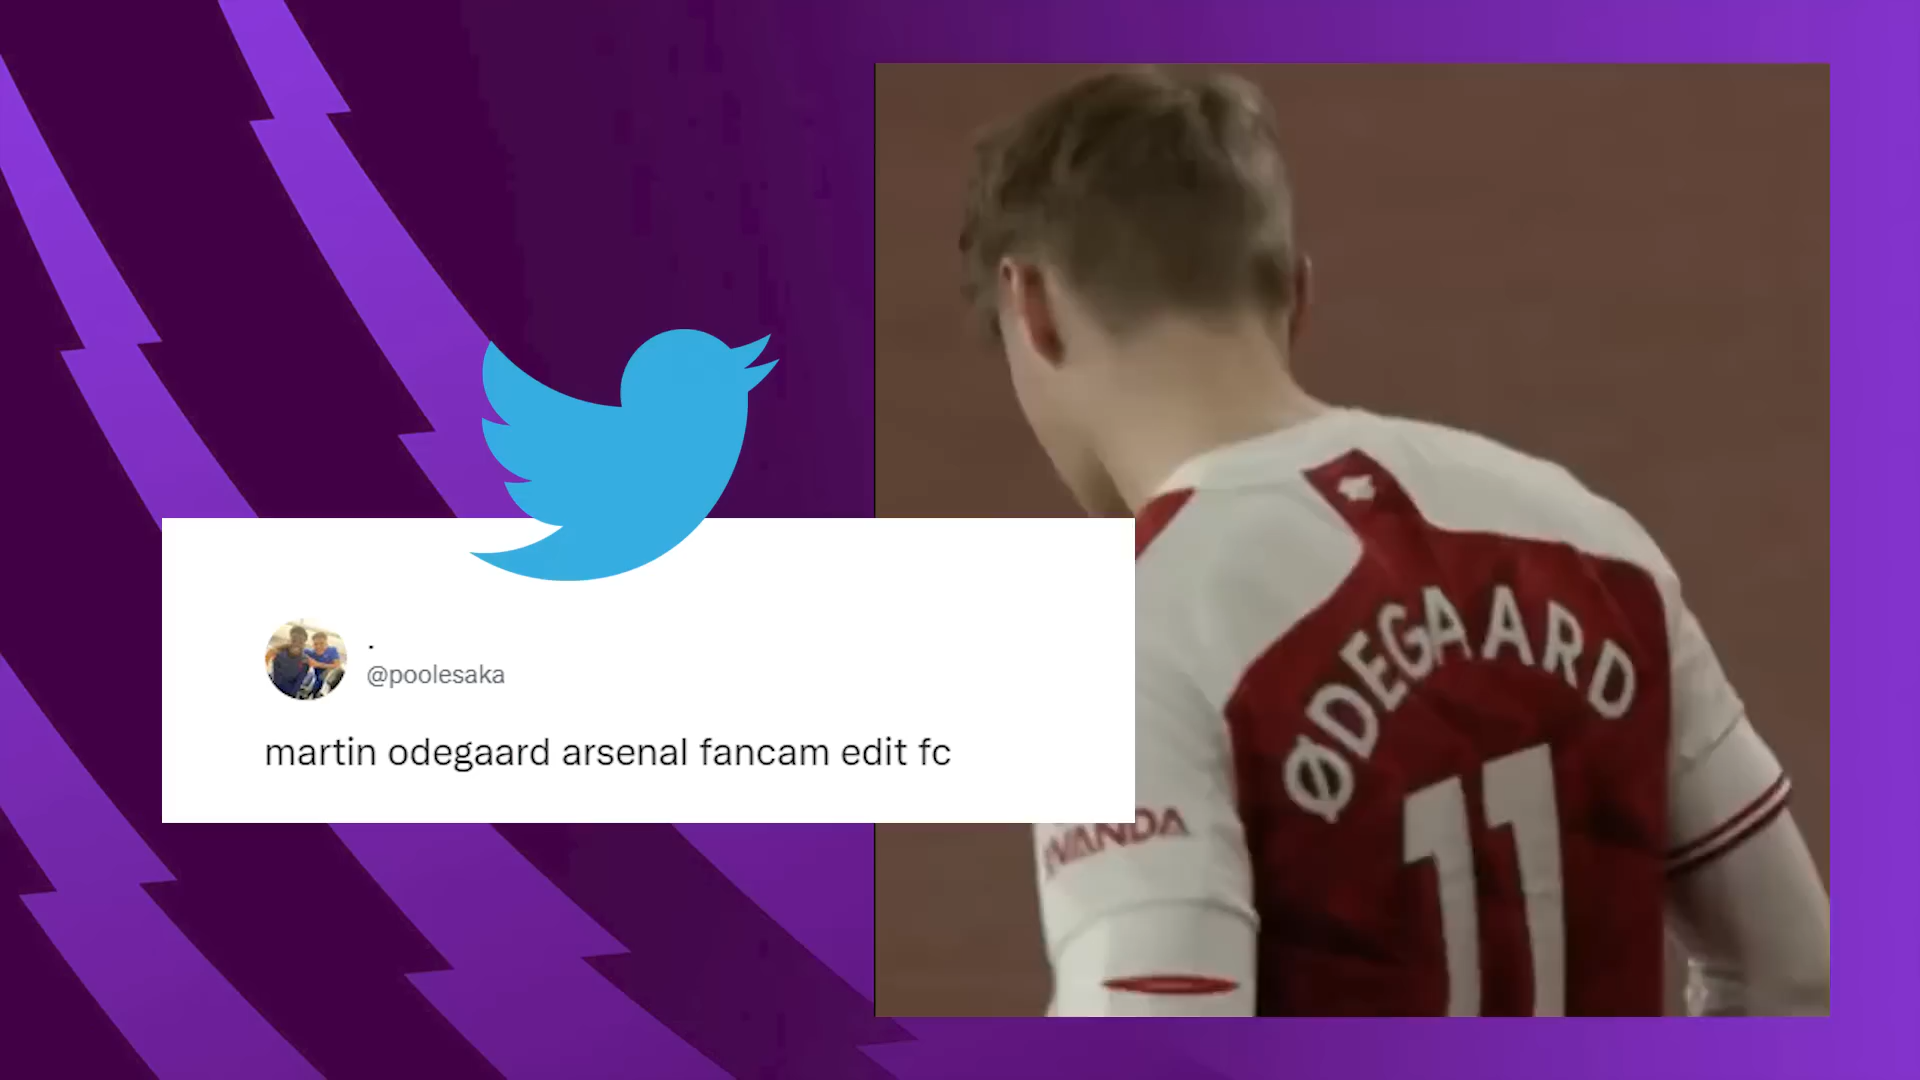 .
@poolesaka
martin odegaard arsenal fancam edit fc
ØDEGAARD
11